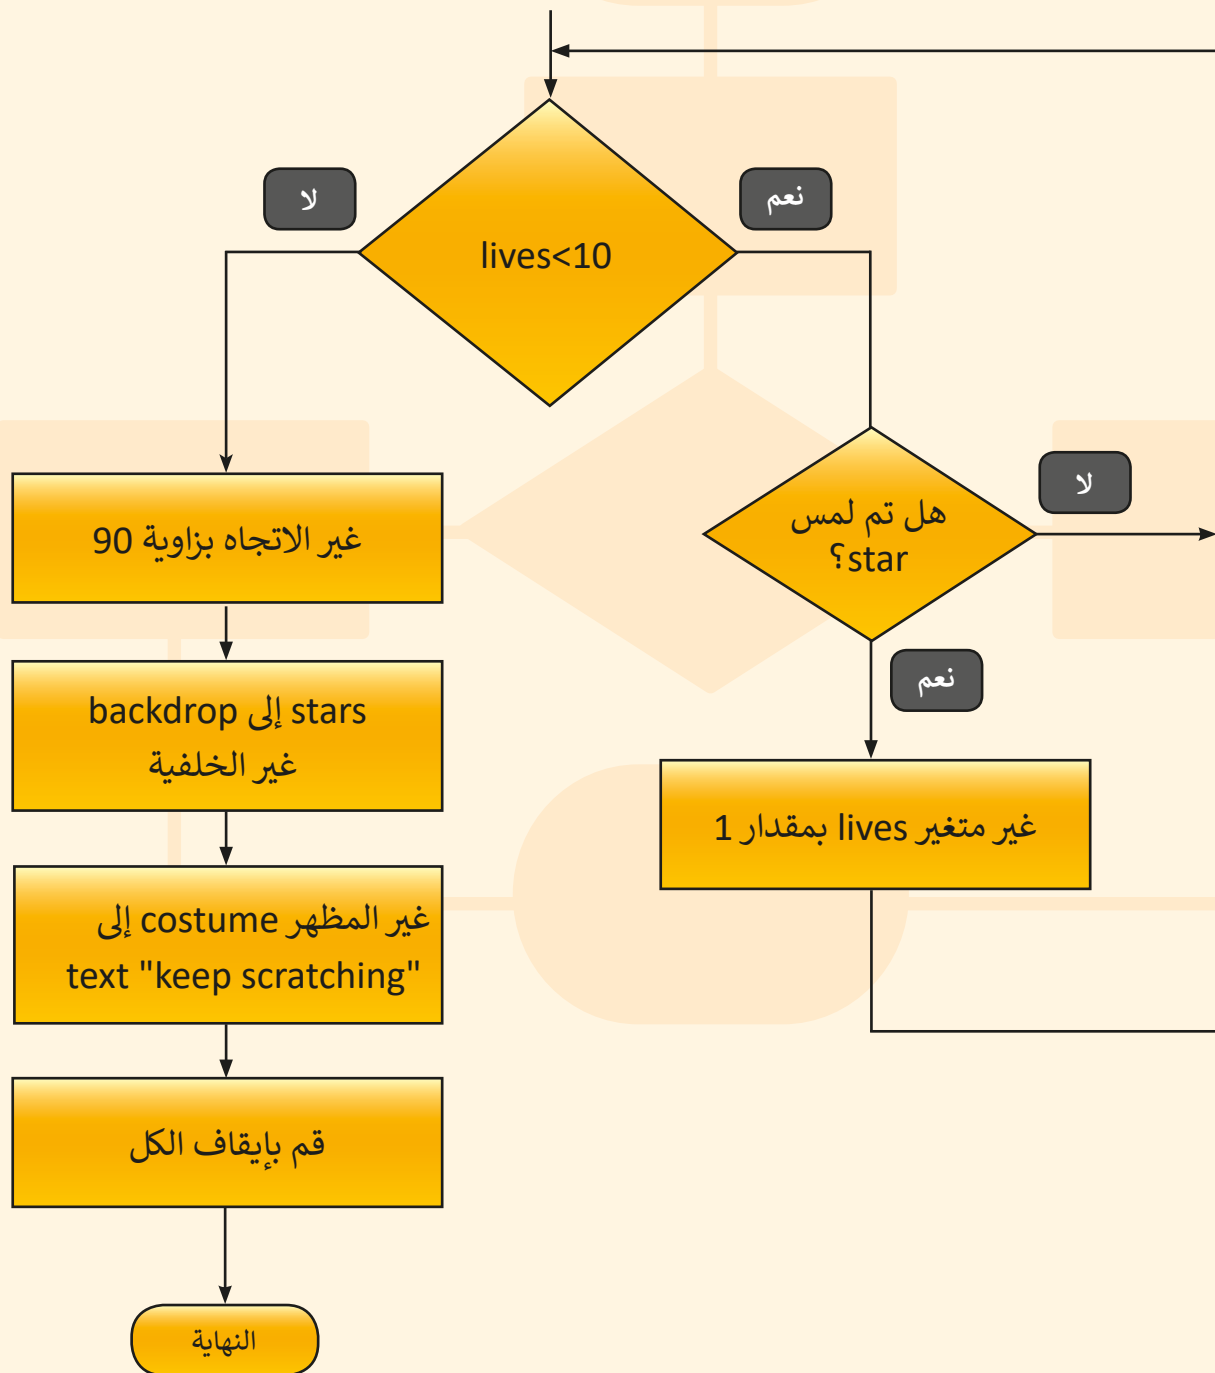 نعم
لا
lives<10
هل تم لمس
star؟
لا
نعم
غير متغير lives بمقدار 1
غير الاتجاه بزاوية 90
backdrop إلى stars
غير الخلفية
غير المظهر costume إلى
text "keep scratching"
قم بإيقاف الكل
النهاية